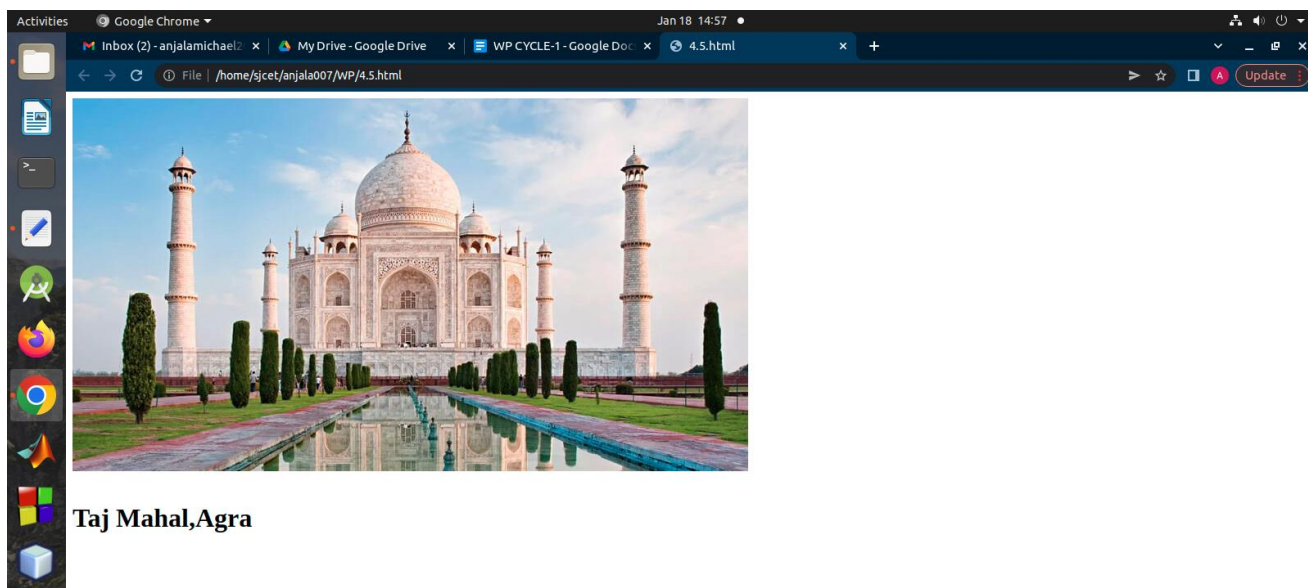 Activities Google Chrome Jan 18 14:57
Inbox (2) - anjalamichael2 My Drive - Google Drive WP CYCLE-1 - Google Doc 4.5.html
File /home/sjcet/anjala007/WP/4.5.html A Update
>_
Taj Mahal,Agra